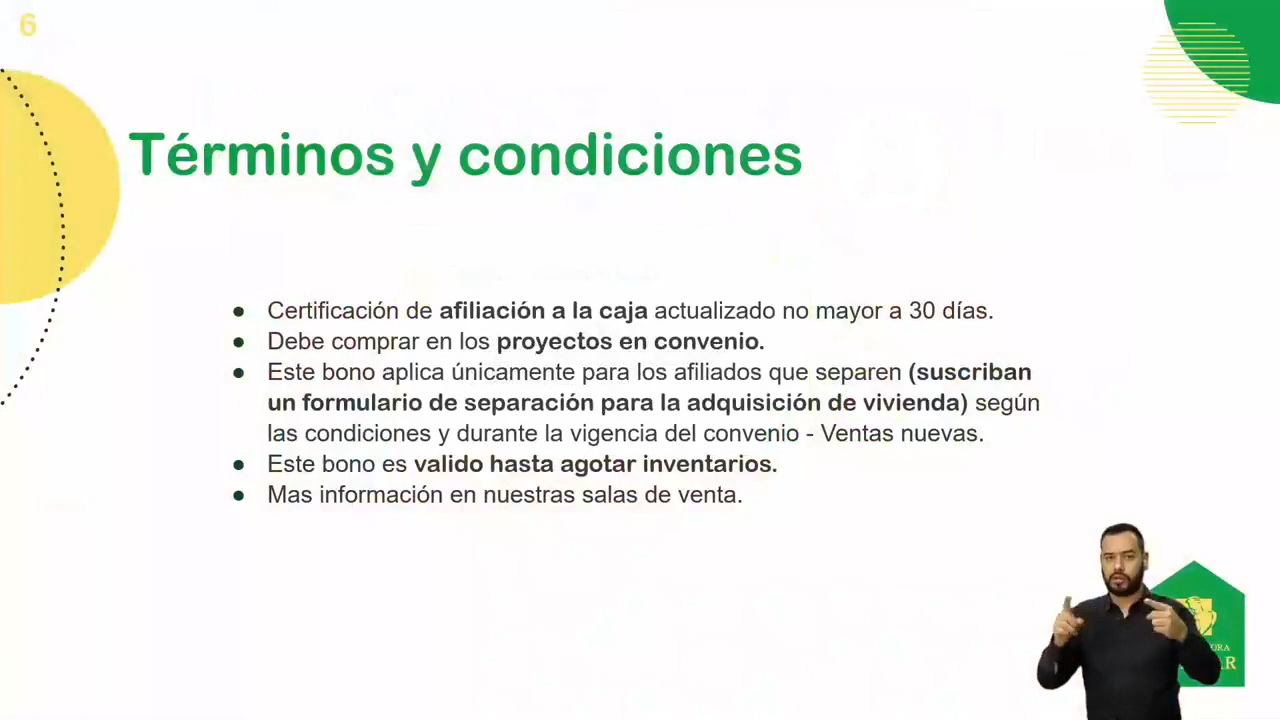 6
Términos y condiciones
● Certificación de afiliación a la caja actualizado no mayor a 30 días.
● Debe comprar en los proyectos en convenio.
● Este bono aplica únicamente para los afiliados que separen (suscriban
un formulario de separación para la adquisición de vivienda) según
las condiciones y durante la vigencia del convenio - Ventas nuevas.
● Este bono es valido hasta agotar inventarios.
● Mas información en nuestras salas de venta.